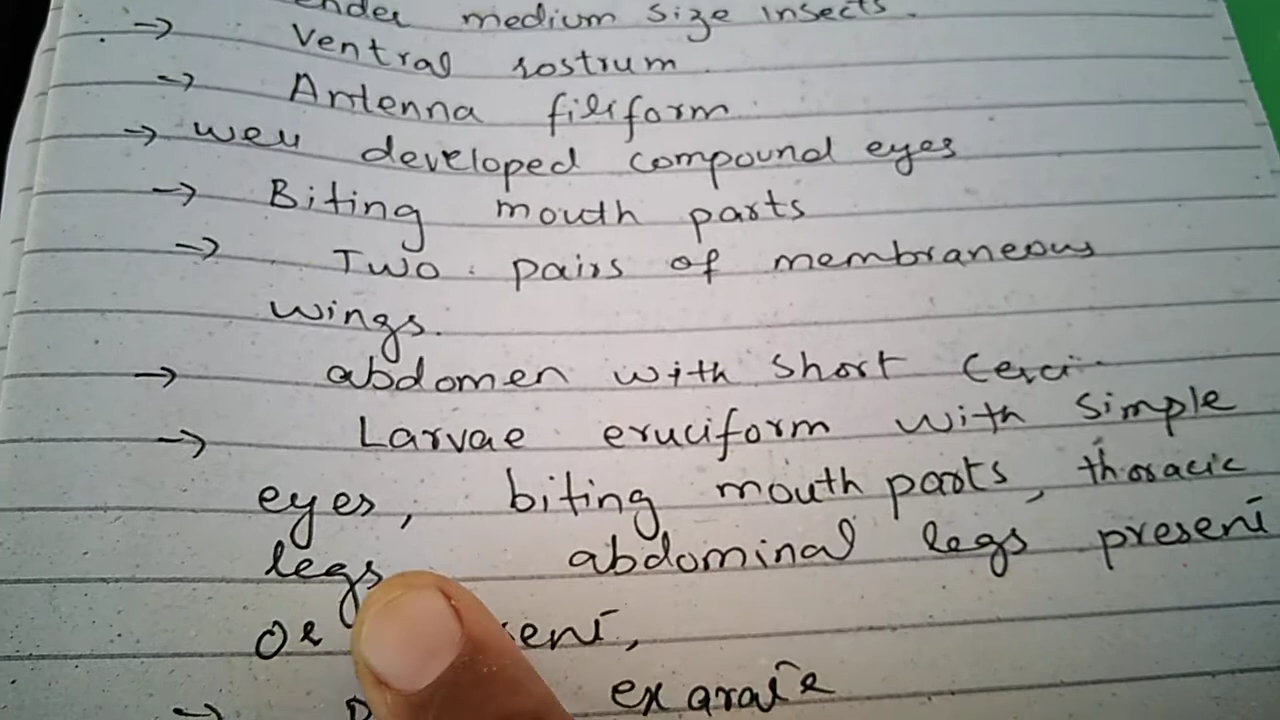 medium size insects.
→ Ventral rostrum
→ Antenna filiform
→ well developed compound eyes
→ Biting mouth parts
→ Two pairs of membraneous
wings.
→ abdomen with short cerci
→ Larvae eruciform with simple
eyes, biting mouth parts, thoracic
legs abdominal legs present
or
→ exarate